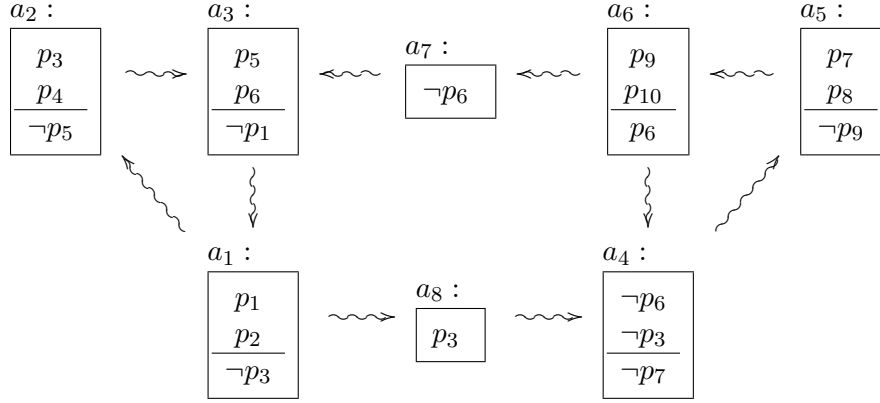 a₂ :
p₃
p₄
¬p₅
a₃ :
p₅
p₆
¬p₁
a₇ :
¬p₆
a₆ :
p₉
p₁₀
p₆
a₅ :
p₇
p₈
¬p₉
a₁ :
p₁
p₂
¬p₃
a₈ :
p₃
a₄ :
¬p₆
¬p₃
¬p₇